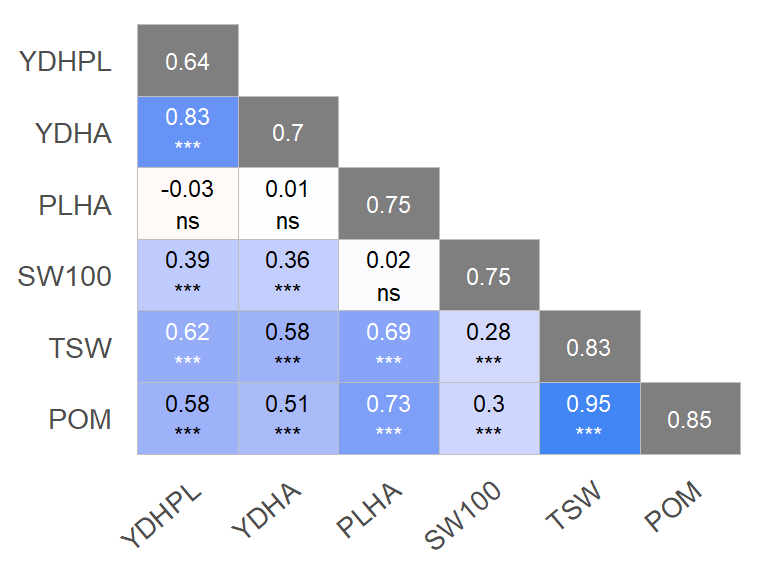 YDHPL 0.64
YDHA 0.83 0.7
***
PLHA -0.03 0.01 0.75
ns ns
SW100 0.39 0.36 0.02 0.75
*** *** ns
TSW 0.62 0.58 0.69 0.28 0.83
*** *** *** ***
POM 0.58 0.51 0.73 0.3 0.95 0.85
*** *** *** *** ***
YDHPL YDHA PLHA SW100 TSW POM